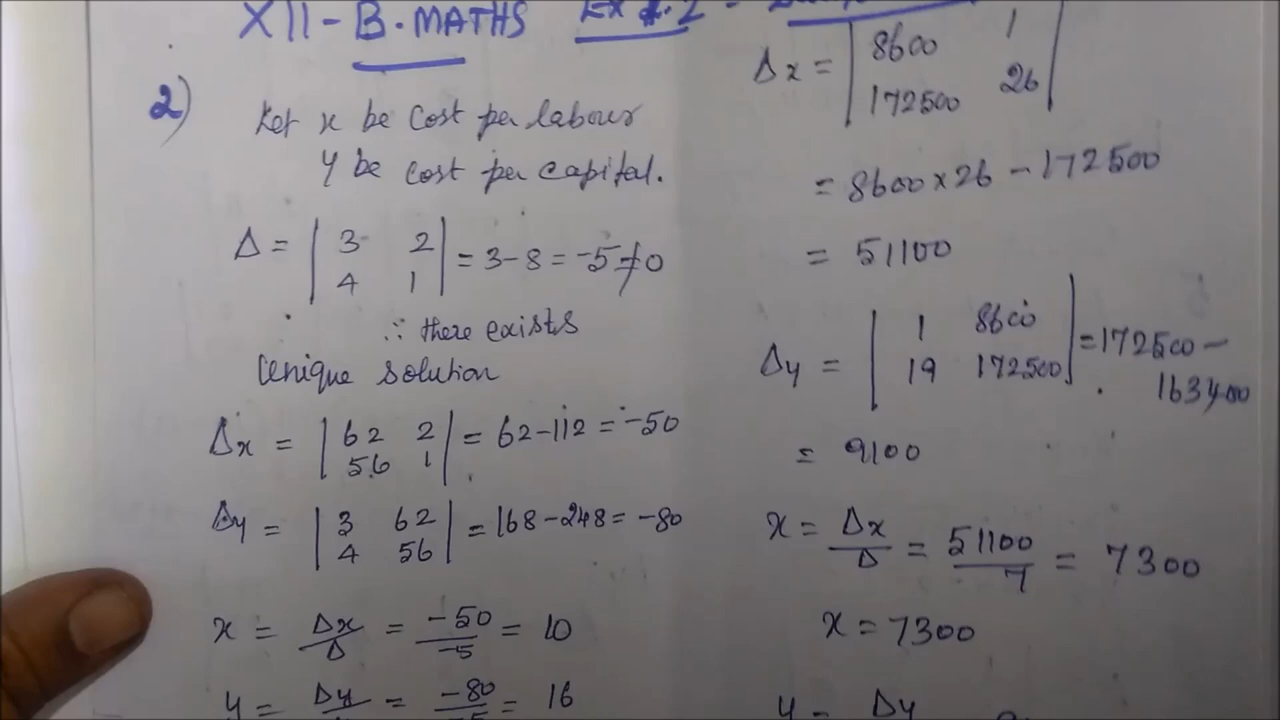 XII - B. MATHS Ex 1.2
2)
Let x be cost per labour
y be cost per capital.
Δ = | 3 2 | = 3-8 = -5 ≠ 0
4 1
∴ there exists
Unique solution
Δx = | 62 2 | = 62-112 = -50
56 1
Δy = | 3 62 | = 168-248 = -80
4 56
x = Δx/Δ = -50/-5 = 10
y = Δy = -80 = 16
Δx = | 8600 1 |
172500 26
= 8600×26 - 172500
= 51100
Δy = | 1 8600 | = 172500 -
19 172500 163400
= 9100
x = Δx/Δ = 51100/7 = 7300
x = 7300
y = Δy